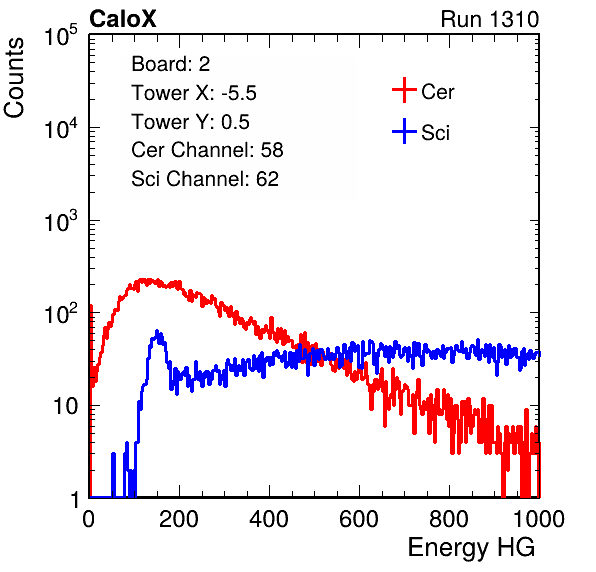 CaloX Run 1310
Counts
10^5
10^4
10^3
10^2
10
1
Board: 2
Tower X: -5.5
Tower Y: 0.5
Cer Channel: 58
Sci Channel: 62
Cer
Sci
0 200 400 600 800 1000
Energy HG